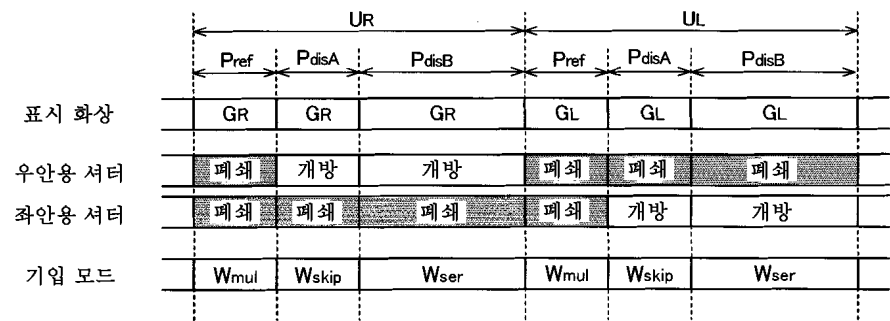 UR UL
Pref PdisA PdisB Pref PdisA PdisB
표시 화상 GR GR GR GL GL GL
우안용 셔터 폐쇄 개방 개방 폐쇄 폐쇄 폐쇄
좌안용 셔터 폐쇄 폐쇄 폐쇄 폐쇄 개방 개방
기입 모드 Wmul Wskip Wser Wmul Wskip Wser